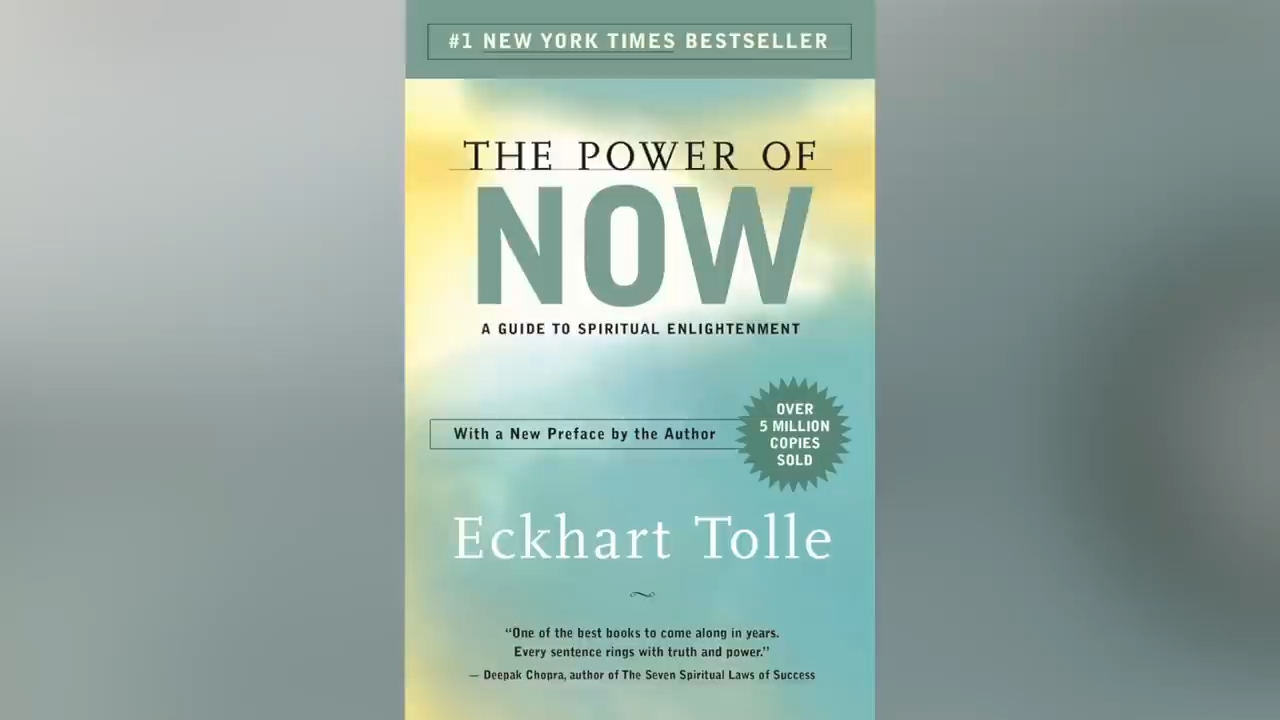 #1 NEW YORK TIMES BESTSELLER
THE POWER OF
NOW
A GUIDE TO SPIRITUAL ENLIGHTENMENT
With a New Preface by the Author
OVER
5 MILLION
COPIES
SOLD
Eckhart Tolle
“One of the best books to come along in years.
Every sentence rings with truth and power.”
— Deepak Chopra, author of The Seven Spiritual Laws of Success